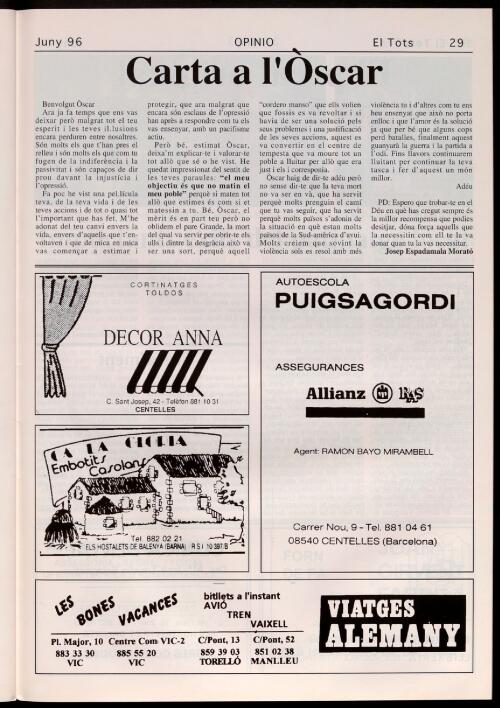 Juny 96
OPINIO
El Tots 29
Carta a l'Òscar
Benvolgut Òscar
Ara ja fa temps que ens vas
deixar però malgrat tot el teu
esperit i les teves il.lusions
encara perduren entre nosaltres.
Són molts els que t'han pres el
relleu i són molts els que com tu
fugen de la indiferència i la
passivitat i són capaços de dir
prou davant la injustícia i
l'opressió.
Fa poc he vist una pel.lícula
teva, de la teva vida i de les
teves accions i de tot o quasi tot
l'important que has fet. M'he
adonat del teu canvi envers la
vida, envers d'aquells que t'en-
voltaven i que de mica en mica
vas començar a estimar i
protegir, que ara malgrat que
encara són esclaus de l'opressió
han après a respondre com tu els
vas ensenyar, amb un pacifisme
actiu.
Però bé, estimat Òscar,
deixa'm explicar-te i valorar-te
tot allò que sé o he vist. He
quedat impressionat del sentit de
les teves paraules: "el meu
objectiu és que no matin el
meu poble" perquè si maten tot
allò que estimes és com si et
matessin a tu. Bé, Òscar, el
mèrit és en part teu però no
oblidem el pare Grande, la mort
del qual va servir per obrir-te els
ulls i dintre la desgràcia això va
ser una sort, perquè aquell
"cordero manso" que ells volien
que fossis es va revoltar i si
havia de ser una solució pels
seus problemes i una justificació
de les seves accions, aquest es
va convertir en el centre de
tempesta que va moure tot un
poble a lluitar per allò que era
just i els i corresponia.
Òscar haig de dir-te adéu però
no sense dir-te que la teva mort
no va ser en và, que ha servit
perquè molts prenguin el camí
que tu vas seguir, que ha servit
perquè molts països s'adonin de
la situació en què estan molts
països de la Sud-amèrica d'avui.
Molts creiem que sovint la
violència sols es resol amb més
violència tu i d'altres com tu ens
heu ensenyat que això no porta
enlloc i que l'amor és la solució
ja que per bé que alguns cops
perd batalles, finalment aquest
guanyarà la guerra i la partida a
l'odi. Fins llavors continuarem
lluitant per continuar la teva
tasca i fer d'aquest un món
millor.
Adéu
PD: Espero que trobar-te en el
Déu en què has cregut sempre és
la millor recompensa que podies
desitjar, dóna força aquells que
la necessitin com ell te la va
donar quan tu la vas necessitar.
Josep Espadamala Morató
CORTINATGES
TOLDOS
DECOR ANNA
C. Sant Josep, 42 - Telèfon 881 10 31
CENTELLES
CA LA GLORIA
Embotits
Casolans
Tel. 882 02 21
ELS HOSTALETS DE BALENYA (BARNA) R S I 10.397/B
AUTOESCOLA
PUIGSAGORDI
ASSEGURANCES
Allianz RAS
Agent: RAMON BAYO MIRAMBELL
Carrer Nou, 9 - Tel. 881 04 61
08540 CENTELLES (Barcelona)
LES
BONES
VACANCES
bitllets a l'instant
AVIÓ
TREN
VAIXELL
Pl. Major, 10 Centre Com VIC-2 C/Pont, 13 C/Pont, 52
883 33 30 885 55 20 859 39 03 851 02 38
VIC VIC TORELLÓ MANLLEU
VIATGES
ALEMANY